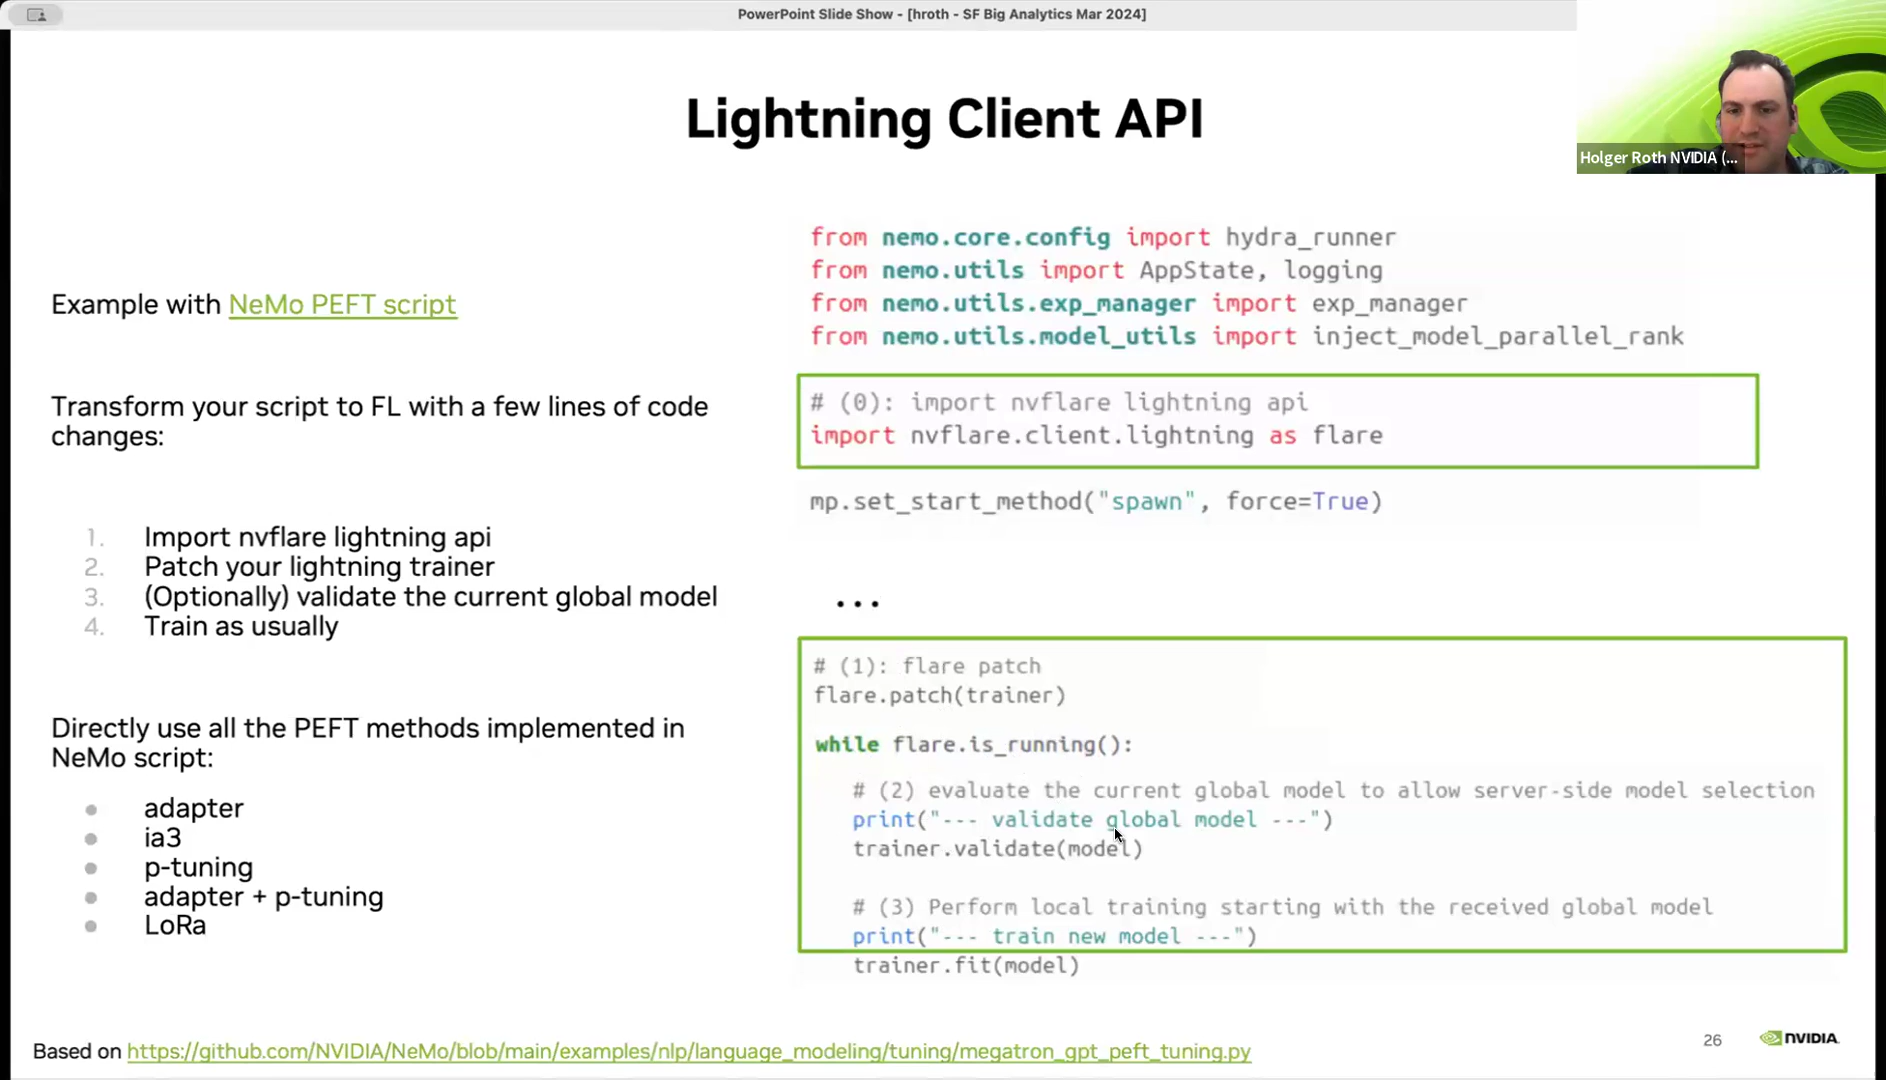 PowerPoint Slide Show - [hroth - SF Big Analytics Mar 2024]
Holger Roth NVIDIA (...
Lightning Client API
Example with NeMo PEFT script
Transform your script to FL with a few lines of code
changes:
1. Import nvflare lightning api
2. Patch your lightning trainer
3. (Optionally) validate the current global model
4. Train as usually
Directly use all the PEFT methods implemented in
NeMo script:
● adapter
● ia3
● p-tuning
● adapter + p-tuning
● LoRa
from nemo.core.config import hydra_runner
from nemo.utils import AppState, logging
from nemo.utils.exp_manager import exp_manager
from nemo.utils.model_utils import inject_model_parallel_rank
# (0): import nvflare lightning api
import nvflare.client.lightning as flare
mp.set_start_method("spawn", force=True)
...
# (1): flare patch
flare.patch(trainer)
while flare.is_running():
# (2) evaluate the current global model to allow server-side model selection
print("--- validate global model ---")
trainer.validate(model)
# (3) Perform local training starting with the received global model
print("--- train new model ---")
trainer.fit(model)
Based on https://github.com/NVIDIA/NeMo/blob/main/examples/nlp/language_modeling/tuning/megatron_gpt_peft_tuning.py
26
NVIDIA